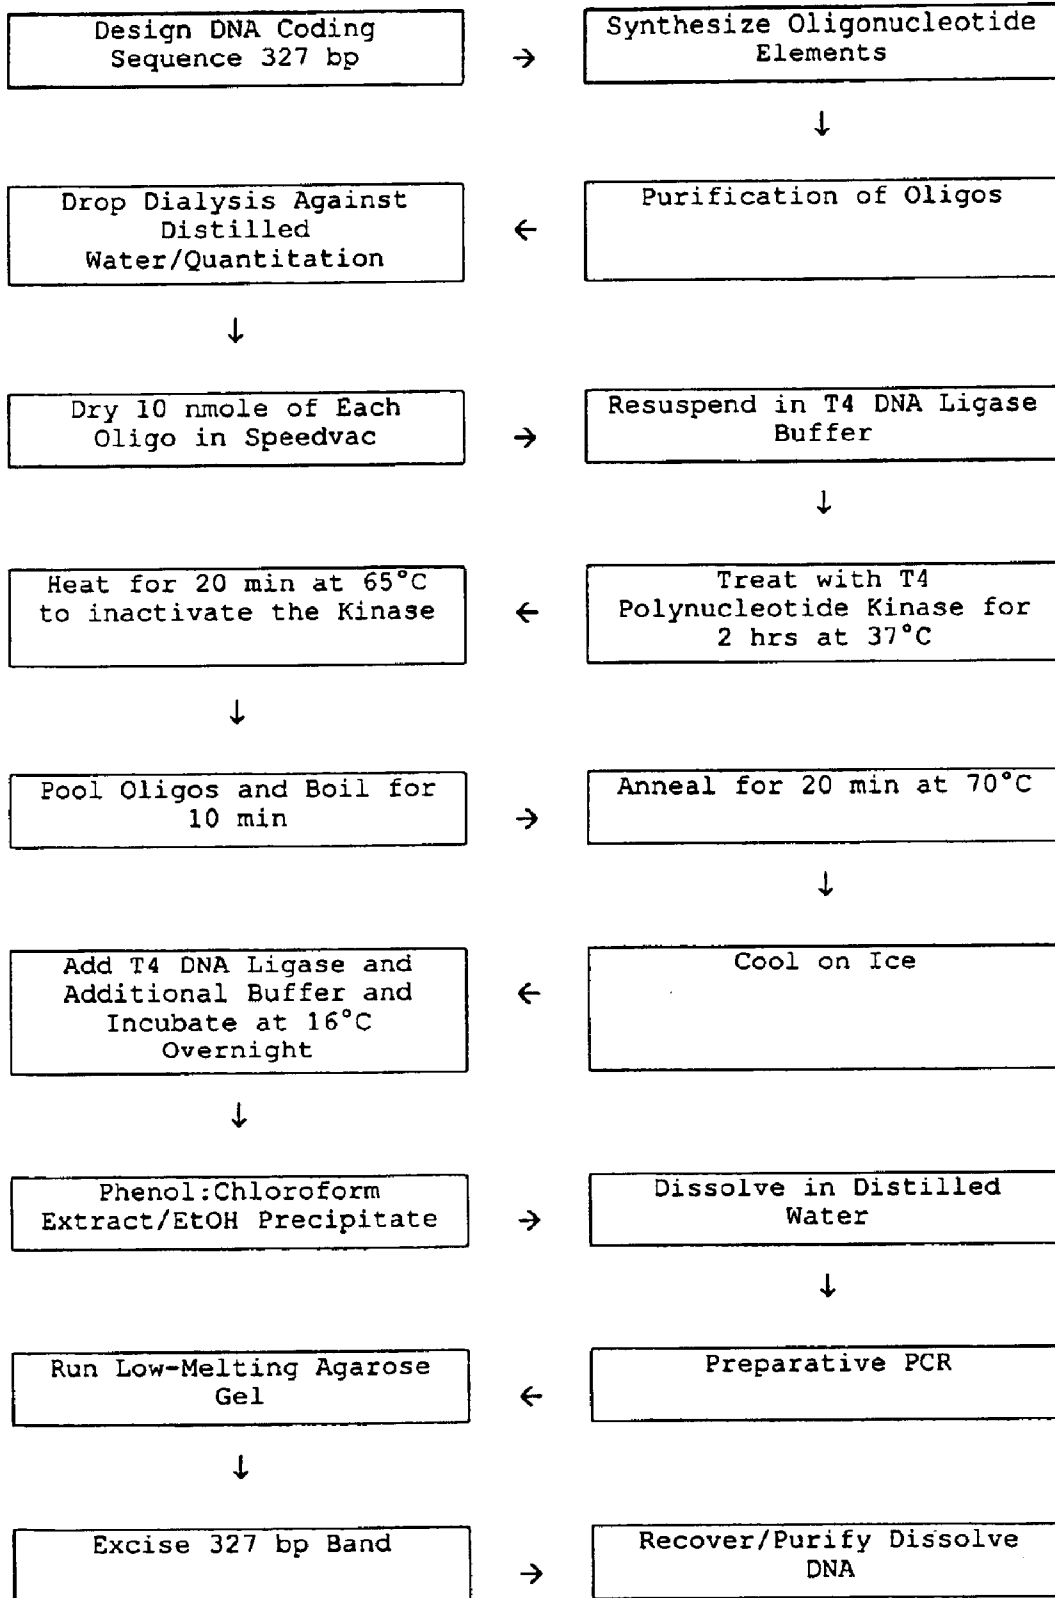 Design DNA Coding
Sequence 327 bp
→
Synthesize Oligonucleotide
Elements
↓
Purification of Oligos
←
Drop Dialysis Against
Distilled
Water/Quantitation
↓
Dry 10 nmole of Each
Oligo in Speedvac
→
Resuspend in T4 DNA Ligase
Buffer
↓
Treat with T4
Polynucleotide Kinase for
2 hrs at 37°C
←
Heat for 20 min at 65°C
to inactivate the Kinase
↓
Pool Oligos and Boil for
10 min
→
Anneal for 20 min at 70°C
↓
Cool on Ice
←
Add T4 DNA Ligase and
Additional Buffer and
Incubate at 16°C
Overnight
↓
Phenol:Chloroform
Extract/EtOH Precipitate
→
Dissolve in Distilled
Water
↓
Preparative PCR
←
Run Low-Melting Agarose
Gel
↓
Excise 327 bp Band
→
Recover/Purify Dissolve
DNA